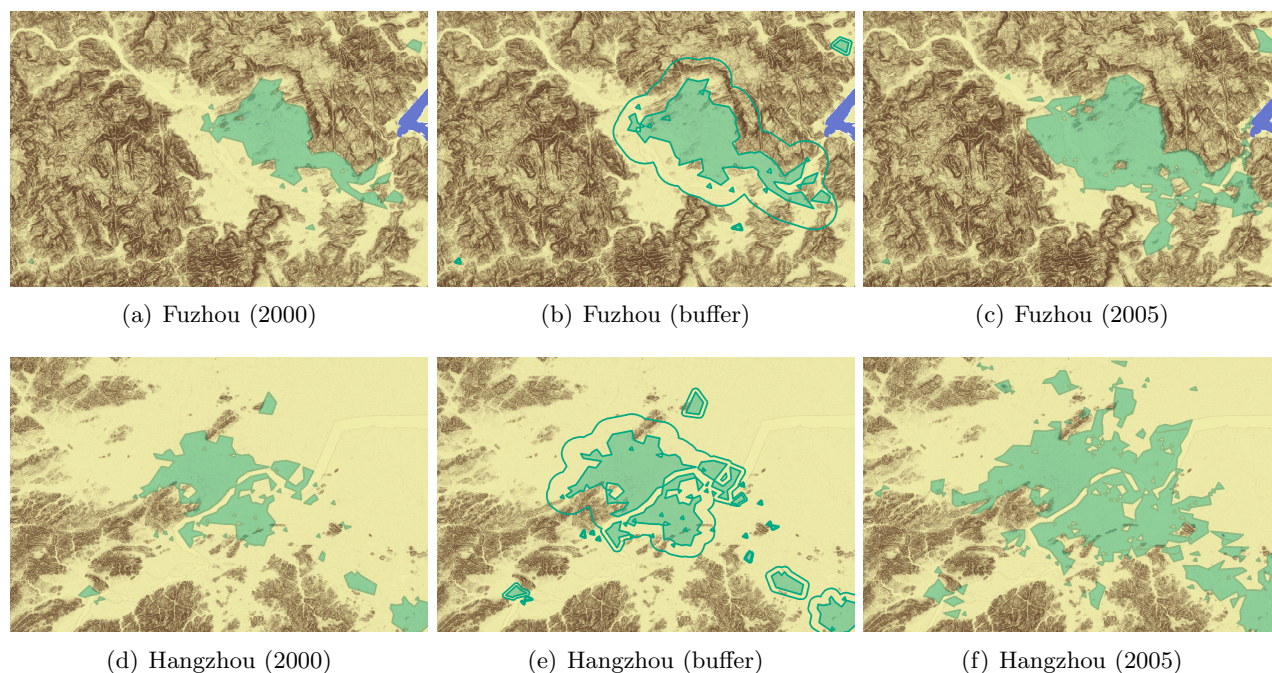 (a) Fuzhou (2000)
(b) Fuzhou (buffer)
(c) Fuzhou (2005)
(d) Hangzhou (2000)
(e) Hangzhou (buffer)
(f) Hangzhou (2005)